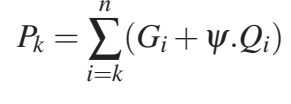 $P_k = \sum_{i=k}^{n} (G_i + \psi . Q_i)$